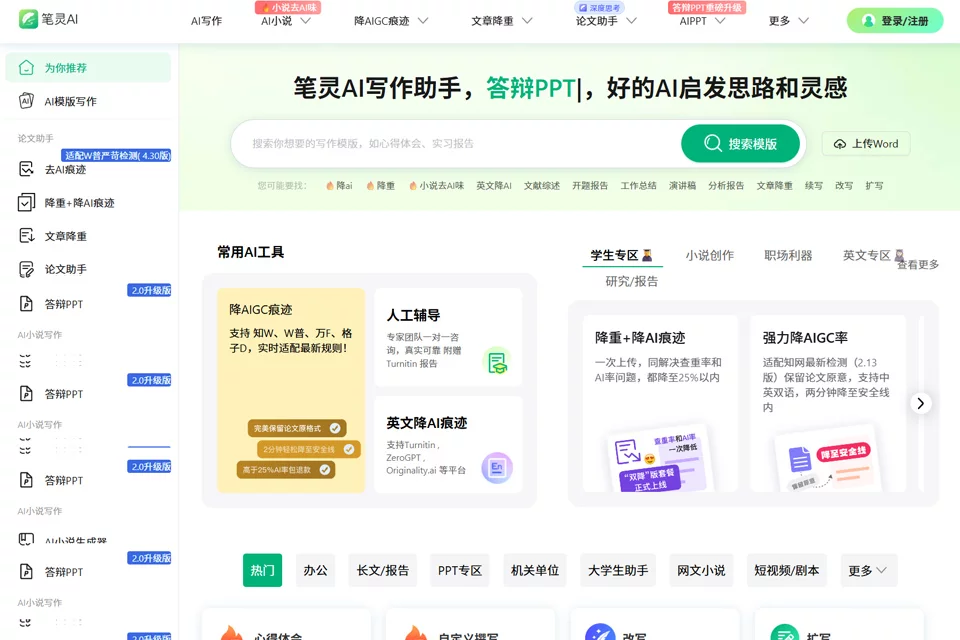 笔灵AI
AI写作
小说去AI味
AI小说
降AIGC痕迹
文章降重
深度思考
论文助手
答辩PPT重磅升级
AIPPT
更多
登录/注册
为你推荐
AI模版写作
论文助手
适配W普严苛检测( 4.30版)
去AI痕迹
降重+降AI痕迹
文章降重
论文助手
2.0升级版
答辩PPT
AI小说写作
2.0升级版
答辩PPT
AI小说写作
2.0升级版
答辩PPT
AI小说写作
AI小说生成器
2.0升级版
答辩PPT
AI小说写作
2.0升级版
笔灵AI写作助手，答辩PPT|，好的AI启发思路和灵感
搜索你想要的写作模版，如心得体会、实习报告
搜索模版
上传Word
您可能要找：
降ai
降重
小说去AI味
英文降AI
文献综述
开题报告
工作总结
演讲稿
分析报告
文章降重
续写
改写
扩写
常用AI工具
降AIGC痕迹
支持 知W、W普、万F、格
子D，实时适配最新规则！
完美保留论文原格式
2分钟轻松降至安全线
高于25%AI率包退款
人工辅导
专家团队一对一咨
询，真实可靠 附赠
Turnitin 报告
英文降AI痕迹
支持Turnitin ,
ZeroGPT ,
Originality.ai 等平台
En
学生专区
小说创作
职场利器
英文专区
查看更多
研究/报告
降重+降AI痕迹
一次上传，同解决查重率和
AI率问题，都降至25%以内
查重率和AI率
一次降低
“双降”版套餐
正式上线
强力降AIGC率
适配知网最新检测（2.13
版）保留论文原意，支持中
英双语，两分钟降至安全线
内
降至安全线
热门
办公
长文/报告
PPT专区
机关单位
大学生助手
网文小说
短视频/剧本
更多
心得体会
自定义撰写
改写
扩写